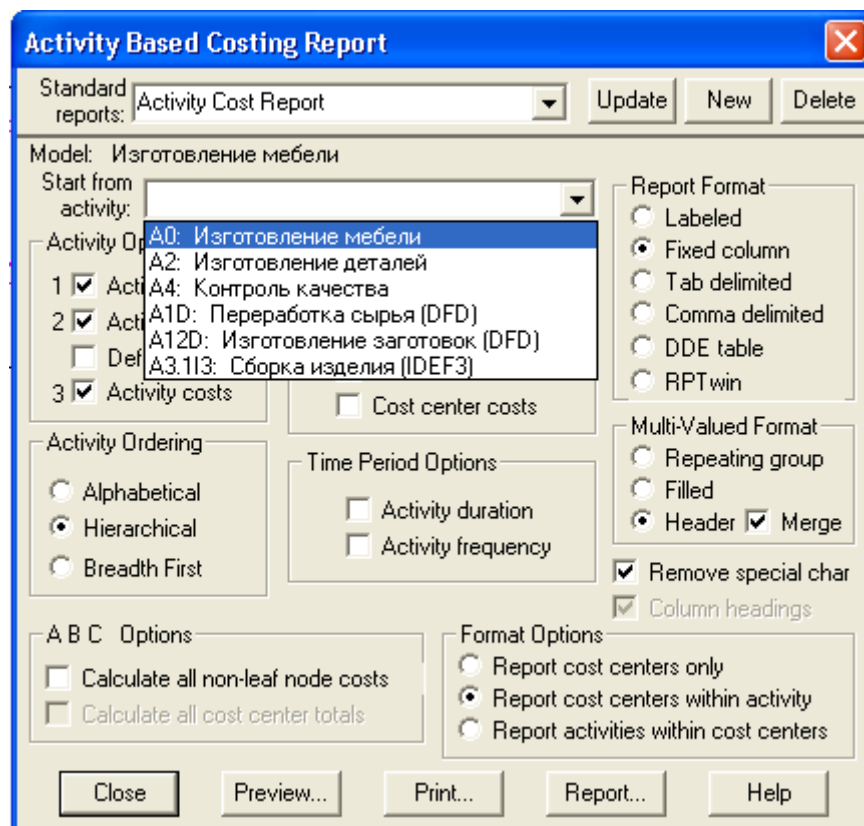 Activity Based Costing Report
Standard reports: Activity Cost Report Update New Delete
Model: Изготовление мебели
Start from activity:
A0: Изготовление мебели
A2: Изготовление деталей
A4: Контроль качества
A1D: Переработка сырья (DFD)
A12D: Изготовление заготовок (DFD)
A3.1I3: Сборка изделия (IDEF3)
Activity
1
2
3 Activity costs
Cost center costs
Activity Ordering
Alphabetical
Hierarchical
Breadth First
Time Period Options
Activity duration
Activity frequency
Report Format
Labeled
Fixed column
Tab delimited
Comma delimited
DDE table
RPTwin
Multi-Valued Format
Repeating group
Filled
Header Merge
Remove special char
Column headings
A B C Options
Calculate all non-leaf node costs
Calculate all cost center totals
Format Options
Report cost centers only
Report cost centers within activity
Report activities within cost centers
Close Preview... Print... Report... Help